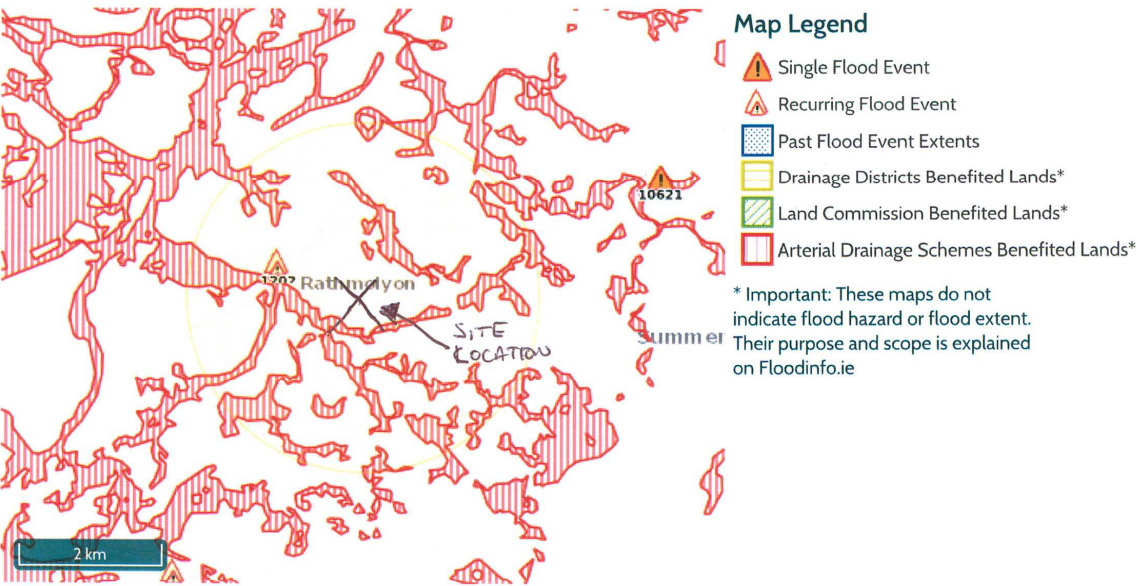 Map Legend
Single Flood Event
Recurring Flood Event
Past Flood Event Extents
Drainage Districts Benefited Lands*
Land Commission Benefited Lands*
Arterial Drainage Schemes Benefited Lands*
* Important: These maps do not
indicate flood hazard or flood extent.
Their purpose and scope is explained
on Floodinfo.ie
10621
Rathmolyon
SITE
LOCATION
Summer
2 km